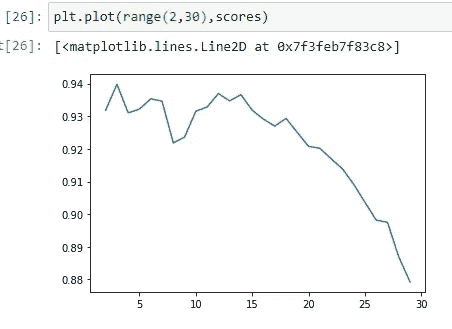 [26]: plt.plot(range(2,30),scores)
t[26]: [<matplotlib.lines.Line2D at 0x7f3feb7f83c8>]
0.94
0.93
0.92
0.91
0.90
0.89
0.88
5 10 15 20 25 30